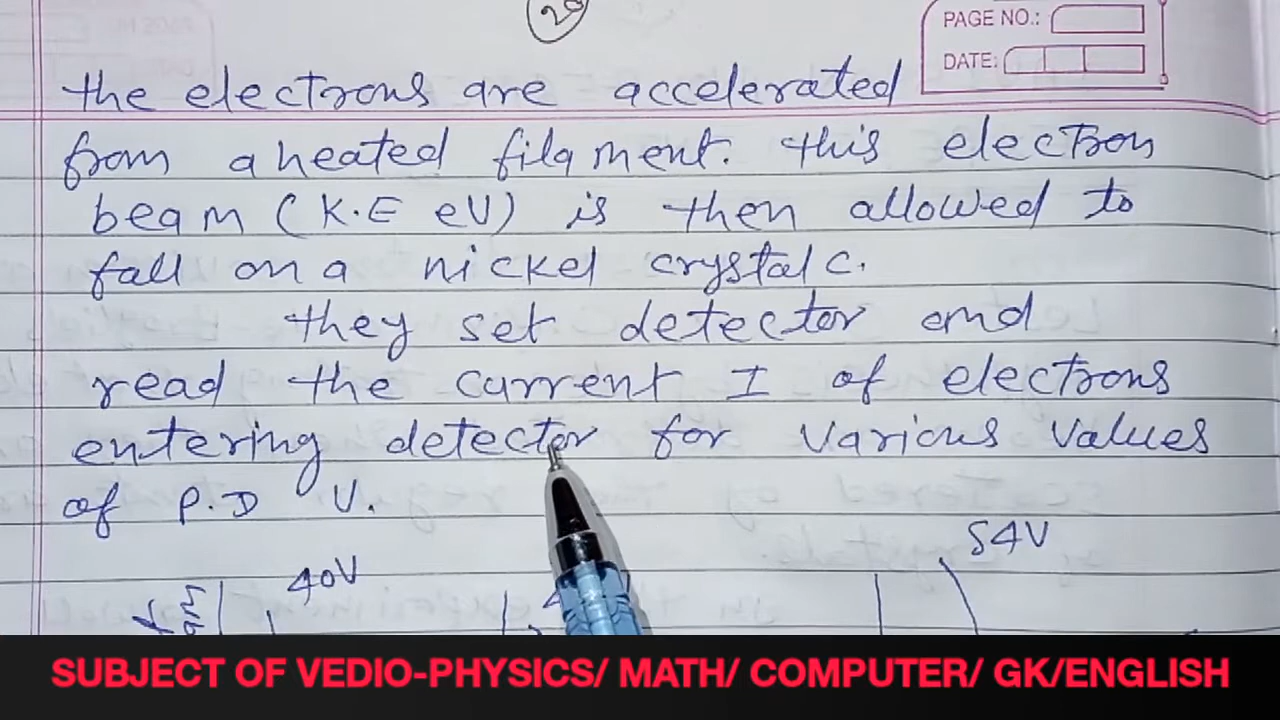 20
PAGE NO.:
DATE:
the electrons are accelerated
from a heated filament. this electron
beam (K.E eV) is then allowed to
fall on a nickel crystal c.
they set detector and
read the current I of electrons
entering detector for various values
of P.D V.
40V
54V
SUBJECT OF VEDIO-PHYSICS/ MATH/ COMPUTER/ GK/ENGLISH